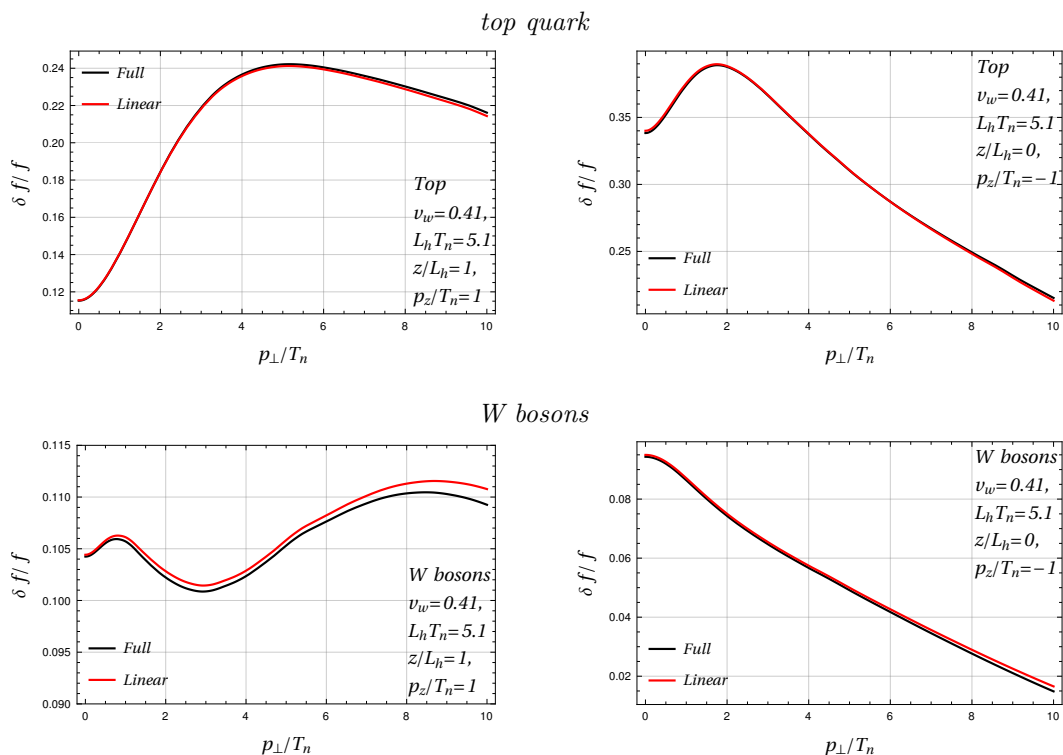 top quark
0.24
0.22
0.20
0.18
0.16
0.14
0.12
δ f/ f
Full
Linear
Top
v_w=0.41,
L_hT_n=5.1
z/L_h=1,
p_z/T_n=1
0 2 4 6 8 10
p_⊥/T_n
0.35
0.30
0.25
δ f/ f
Top
v_w=0.41,
L_hT_n=5.1
z/L_h=0,
p_z/T_n=−1
Full
Linear
0 2 4 6 8 10
p_⊥/T_n
W bosons
0.115
0.110
0.105
0.100
0.095
0.090
δ f/ f
W bosons
v_w=0.41,
L_hT_n=5.1
z/L_h=1,
p_z/T_n=1
Full
Linear
0 2 4 6 8 10
p_⊥/T_n
0.08
0.06
0.04
0.02
δ f/ f
W bosons
v_w=0.41,
L_hT_n=5.1
z/L_h=0,
p_z/T_n=−1
Full
Linear
0 2 4 6 8 10
p_⊥/T_n